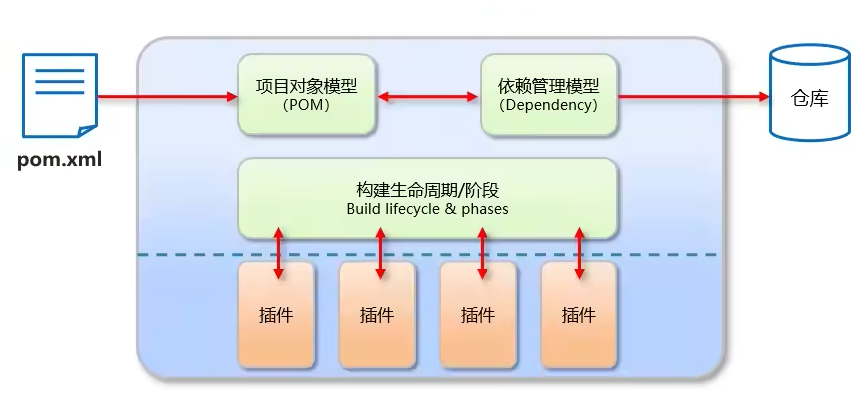 项目对象模型
(POM)
依赖管理模型
(Dependency)
仓库
pom.xml
构建生命周期/阶段
Build lifecycle & phases
插件
插件
插件
插件